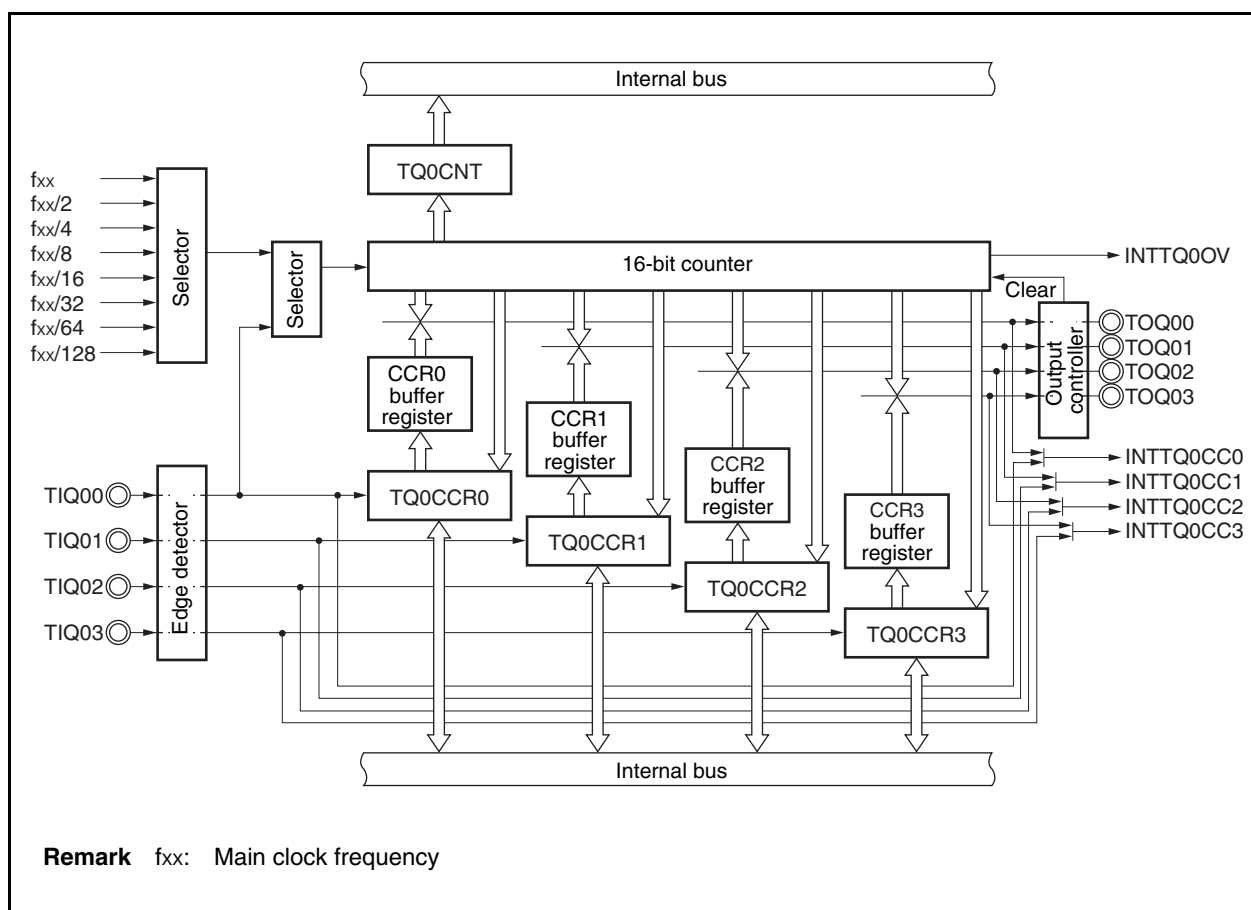 Internal bus
TQ0CNT
fxx
fxx/2
fxx/4
fxx/8
fxx/16
fxx/32
fxx/64
fxx/128
Selector
Selector
16-bit counter
INTTQ0OV
Clear
CCR0
buffer
register
CCR1
buffer
register
CCR2
buffer
register
CCR3
buffer
register
Output
controller
TOQ00
TOQ01
TOQ02
TOQ03
INTTQ0CC0
INTTQ0CC1
INTTQ0CC2
INTTQ0CC3
TIQ00
TIQ01
TIQ02
TIQ03
Edge detector
TQ0CCR0
TQ0CCR1
TQ0CCR2
TQ0CCR3
Internal bus
Remark fxx: Main clock frequency